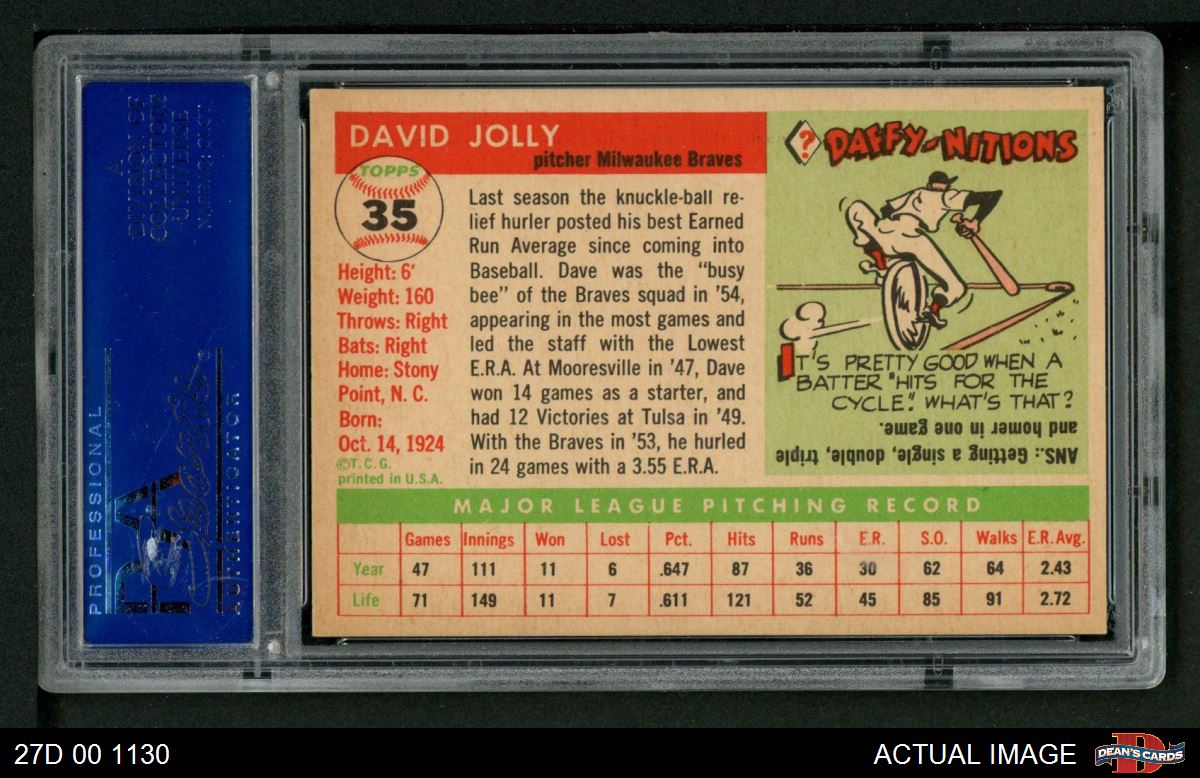 A
DIVISION OF
COLLECTORS
UNIVERSE
NASDAQ: CLCT
PROFESSIONAL
PSA
Sports
AUTHENTICATOR
DAVID JOLLY
pitcher Milwaukee Braves
TOPPS
35
Height: 6'
Weight: 160
Throws: Right
Bats: Right
Home: Stony
Point, N. C.
Born:
Oct. 14, 1924
©T. C. G.
printed in U.S.A.
Last season the knuckle-ball re-
lief hurler posted his best Earned
Run Average since coming into
Baseball. Dave was the "busy
bee" of the Braves squad in '54,
appearing in the most games and
led the staff with the Lowest
E.R.A. At Mooresville in '47, Dave
won 14 games as a starter, and
had 12 Victories at Tulsa in '49.
With the Braves in '53, he hurled
in 24 games with a 3.55 E.R.A.
? DAFFY-NITIONS
IT'S PRETTY GOOD WHEN A
BATTER "HITS FOR THE
CYCLE." WHAT'S THAT?
ANS.: Getting a single, double, triple,
and homer in one game.
MAJOR LEAGUE PITCHING RECORD
Games Innings Won Lost Pct. Hits Runs E.R. S.O. Walks E.R. Avg.
Year 47 111 11 6 .647 87 36 30 62 64 2.43
Life 71 149 11 7 .611 121 52 45 85 91 2.72
27D 00 1130
ACTUAL IMAGE
D
DEAN'S CARDS